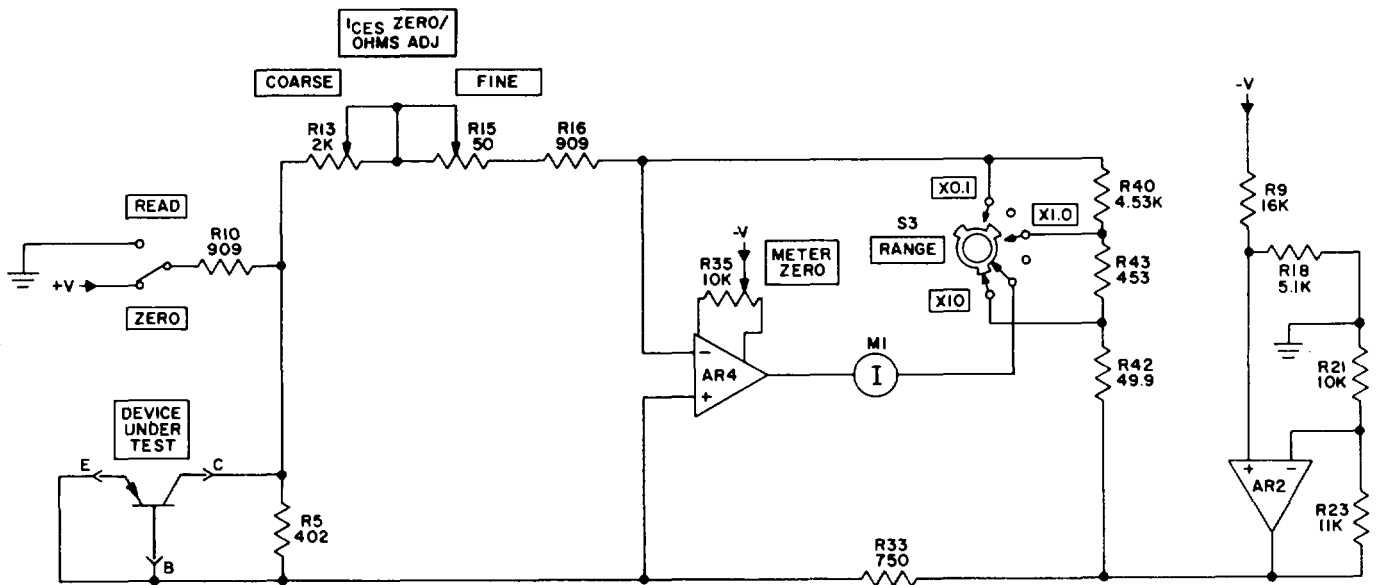 ICES ZERO/
OHMS ADJ
COARSE
FINE
R13
2K
R15
50
R16
909
-V
READ
R10
909
+V
ZERO
X0.1
S3
RANGE
X1.0
X10
R40
4.53K
R43
453
R42
49.9
R9
16K
R18
5.1K
R21
10K
-V
METER
ZERO
R35
10K
-
AR4
+
M1
I
DEVICE
UNDER
TEST
E
C
B
R5
402
R33
750
+
-
AR2
R23
11K